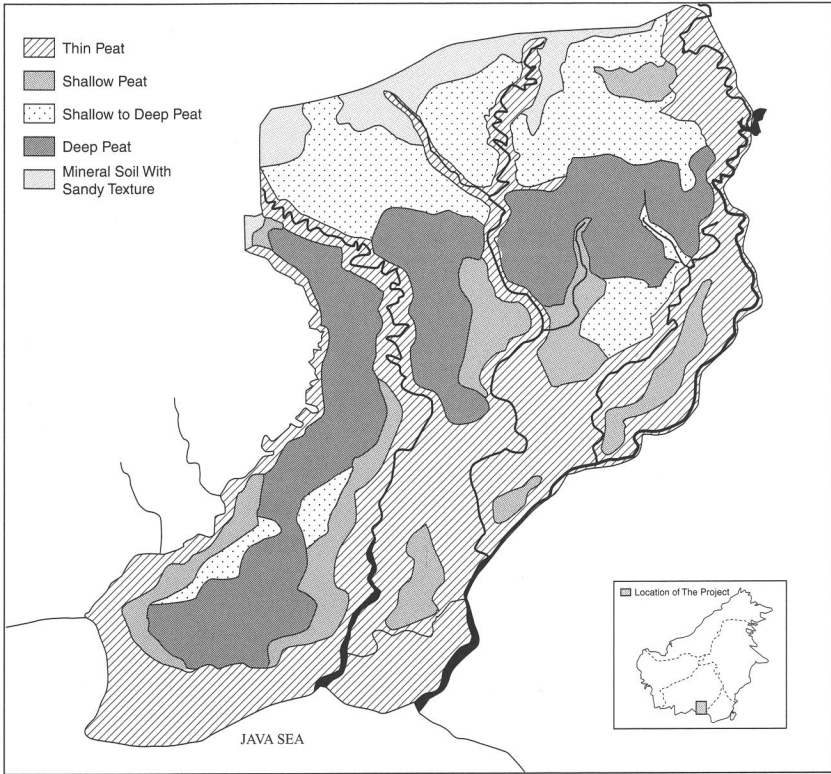 Thin Peat
Shallow Peat
Shallow to Deep Peat
Deep Peat
Mineral Soil With
Sandy Texture
Location of The Project
JAVA SEA